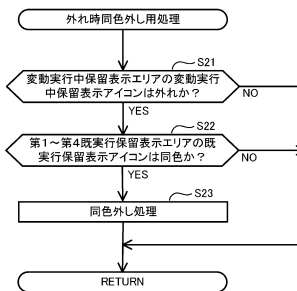 外れ時同色外し用処理
S21
変動実行中保留表示エリアの変動実行
中保留表示アイコンは外れか？
NO
YES
S22
第1～第4既実行保留表示エリアの既
実行保留表示アイコンは同色か？
NO
YES
S23
同色外し処理
RETURN